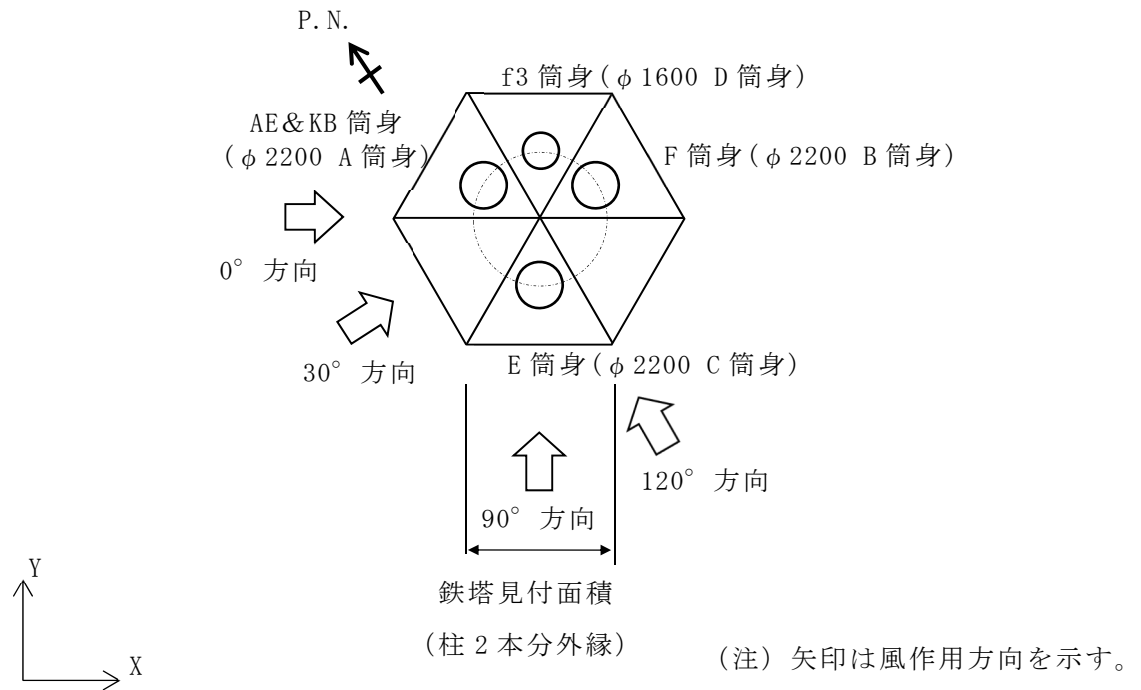 P.N.
f3 筒身(φ1600 D 筒身)
AE＆KB 筒身
(φ2200 A 筒身)
F 筒身(φ2200 B 筒身)
0° 方向
30° 方向
E 筒身(φ2200 C 筒身)
120° 方向
90° 方向
鉄塔見付面積
(柱 2 本分外縁)
Y
X
(注) 矢印は風作用方向を示す。